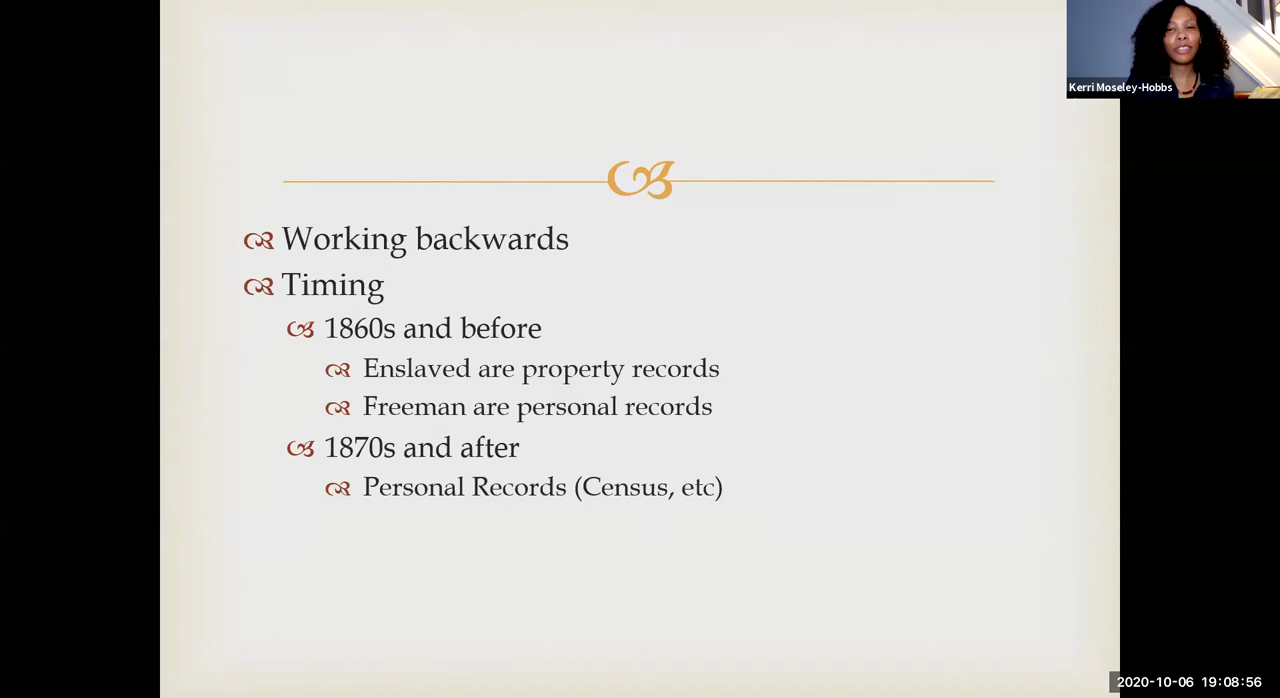 Kerri Moseley-Hobbs
Working backwards
Timing
1860s and before
Enslaved are property records
Freeman are personal records
1870s and after
Personal Records (Census, etc)
2020-10-06 19:08:56